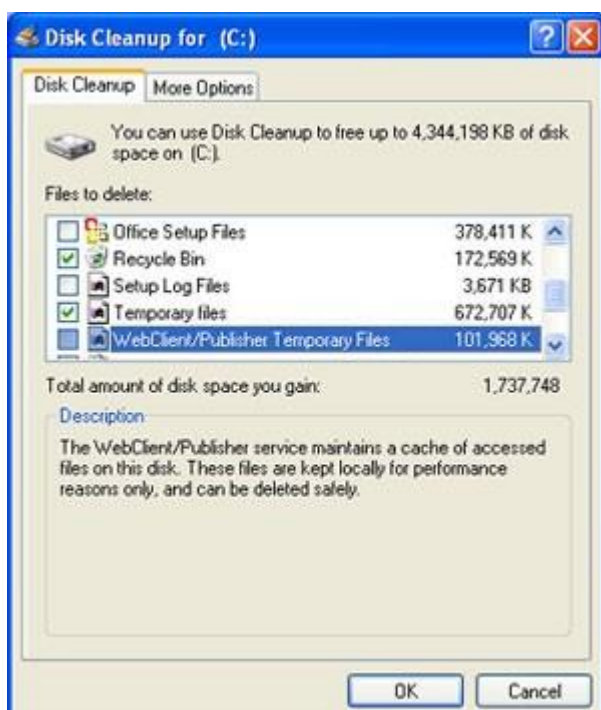 Disk Cleanup for (C:)
Disk Cleanup More Options
You can use Disk Cleanup to free up to 4,344,198 KB of disk
space on (C:).
Files to delete:
Office Setup Files 378,411 K
Recycle Bin 172,569 K
Setup Log Files 3,671 KB
Temporary files 672,707 K
WebClient/Publisher Temporary Files 101,968 K
Total amount of disk space you gain: 1,737,748
Description
The WebClient/Publisher service maintains a cache of accessed
files on this disk. These files are kept locally for performance
reasons only, and can be deleted safely.
OK Cancel